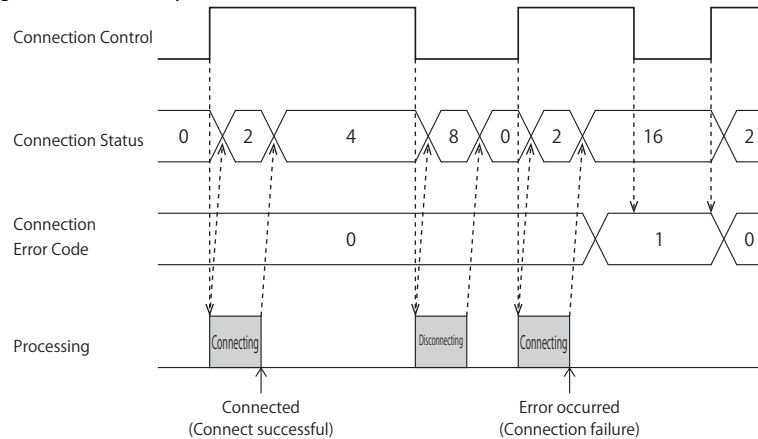 Connection Control
Connection Status 0 2 4 8 0 2 16 2
Connection
Error Code 0 1 0
Processing Connecting Disconnecting Connecting
Connected
(Connect successful)
Error occurred
(Connection failure)